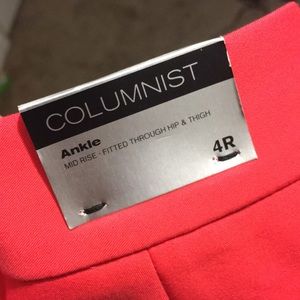 COLUMNIST
Ankle
MID RISE - FITTED THROUGH HIP & THIGH
4R